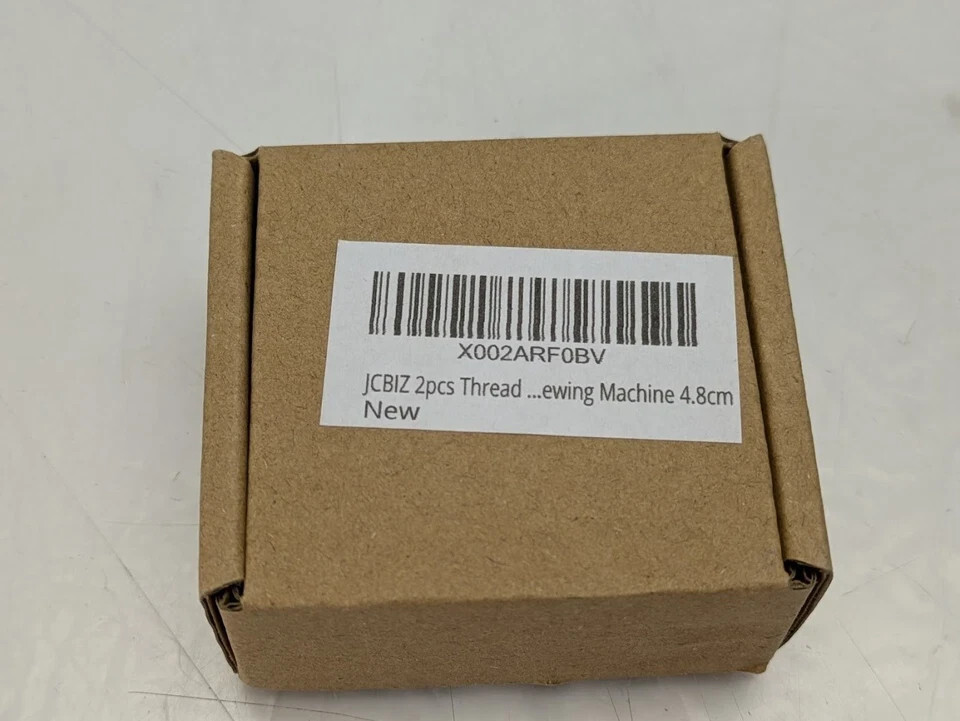 X002ARF0BV
JCBIZ 2pcs Thread ...ewing Machine 4.8cm
New